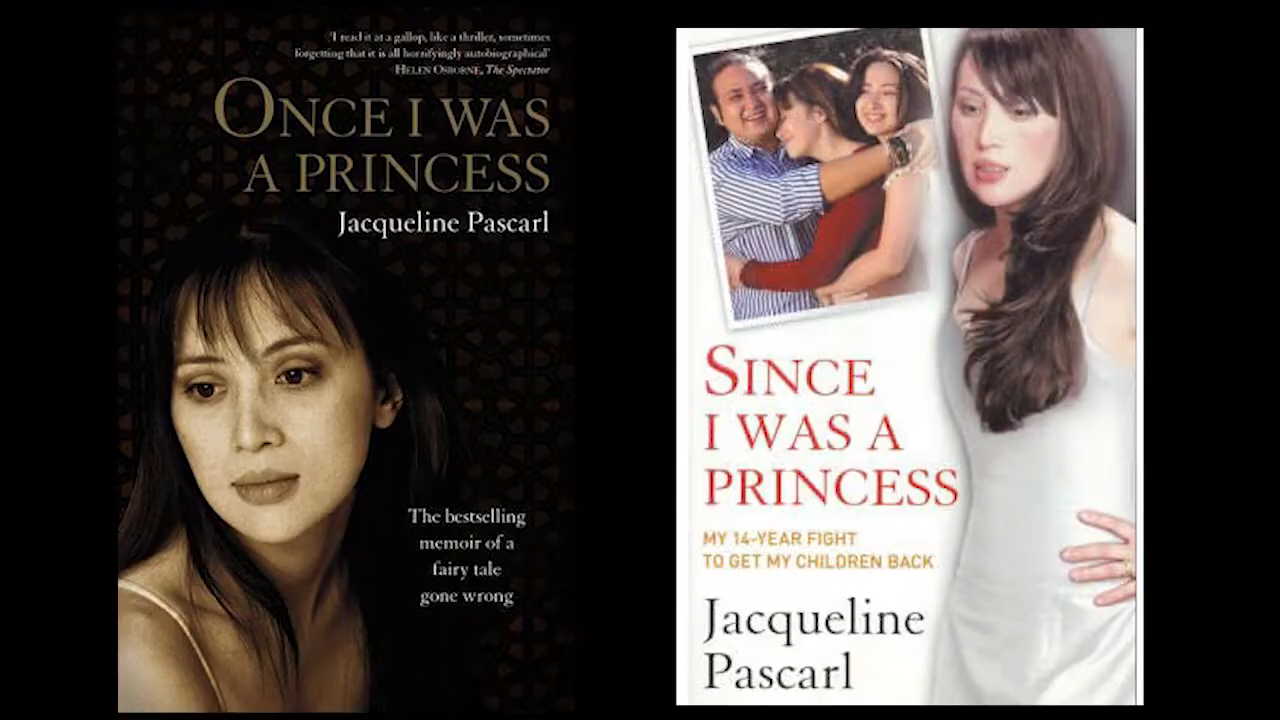 'I read it at a gallop, like a thriller, sometimes
forgetting that it is all horrifyingly autobiographical'
HELEN OSBORNE, The Spectator
ONCE I WAS
A PRINCESS
Jacqueline Pascarl
The bestselling
memoir of a
fairy tale
gone wrong
SINCE
I WAS A
PRINCESS
MY 14-YEAR FIGHT
TO GET MY CHILDREN BACK
Jacqueline
Pascarl